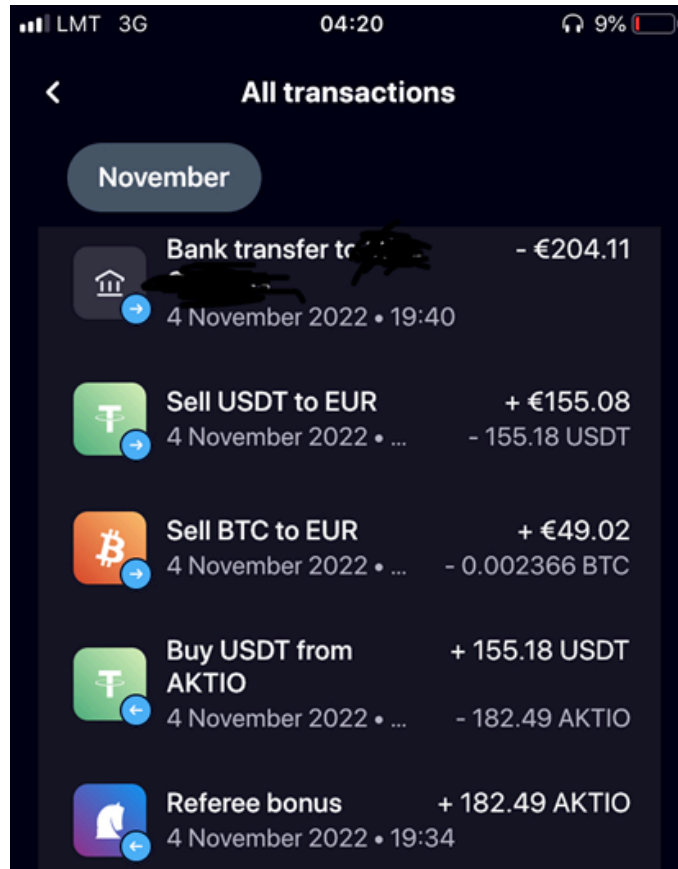 LMT 3G 04:20 9%
All transactions
November
Bank transfer to - €204.11
4 November 2022 • 19:40
Sell USDT to EUR + €155.08
4 November 2022 • ... - 155.18 USDT
Sell BTC to EUR + €49.02
4 November 2022 • ... - 0.002366 BTC
Buy USDT from + 155.18 USDT
AKTIO
4 November 2022 • ... - 182.49 AKTIO
Referee bonus + 182.49 AKTIO
4 November 2022 • 19:34